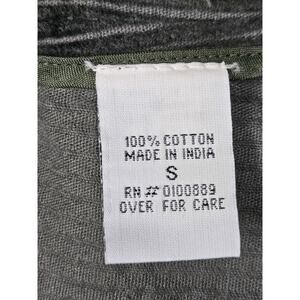 100% COTTON
MADE IN INDIA
S
RN # 0100889
OVER FOR CARE